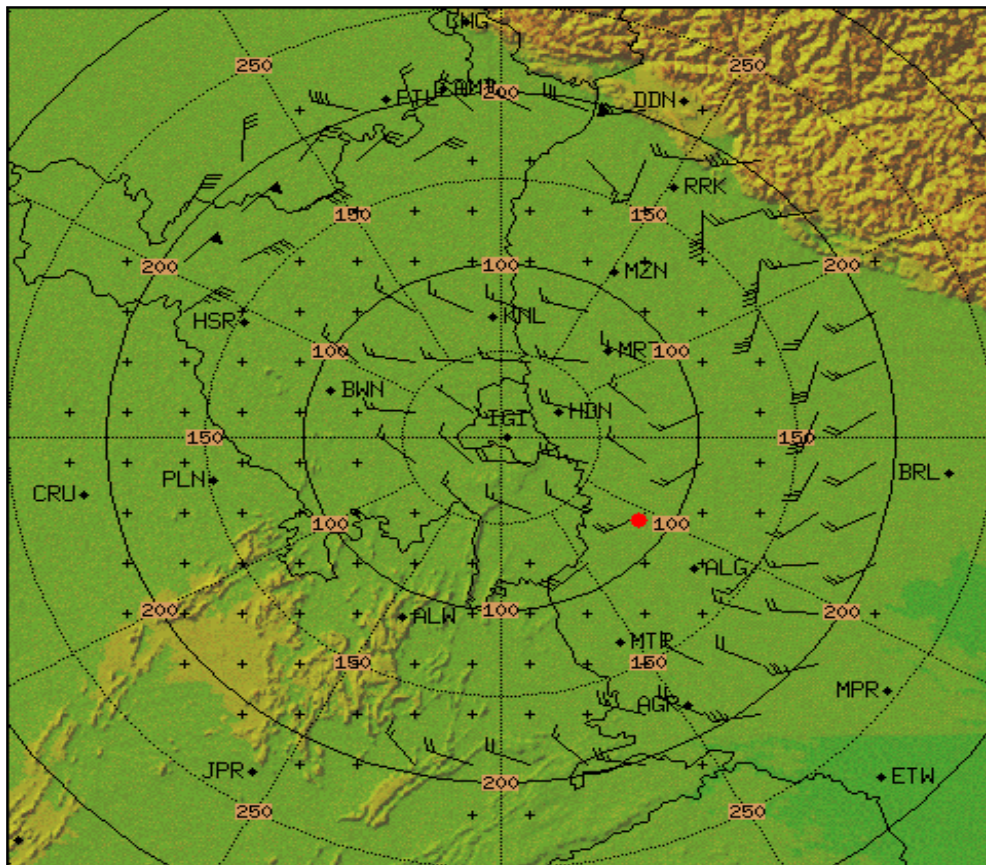 CHG
250 250
PTL AMB 200 DDN
RRK
150 150
200 100 MZN 200
HSR KNL
100 MRT 100
BWN
HDN
IGI
150 150
CRU PLN BRL
100 100
ALG
200 ALW 100 200
MTR
150 150
AGR MPR
JPR 200 ETW
250 250